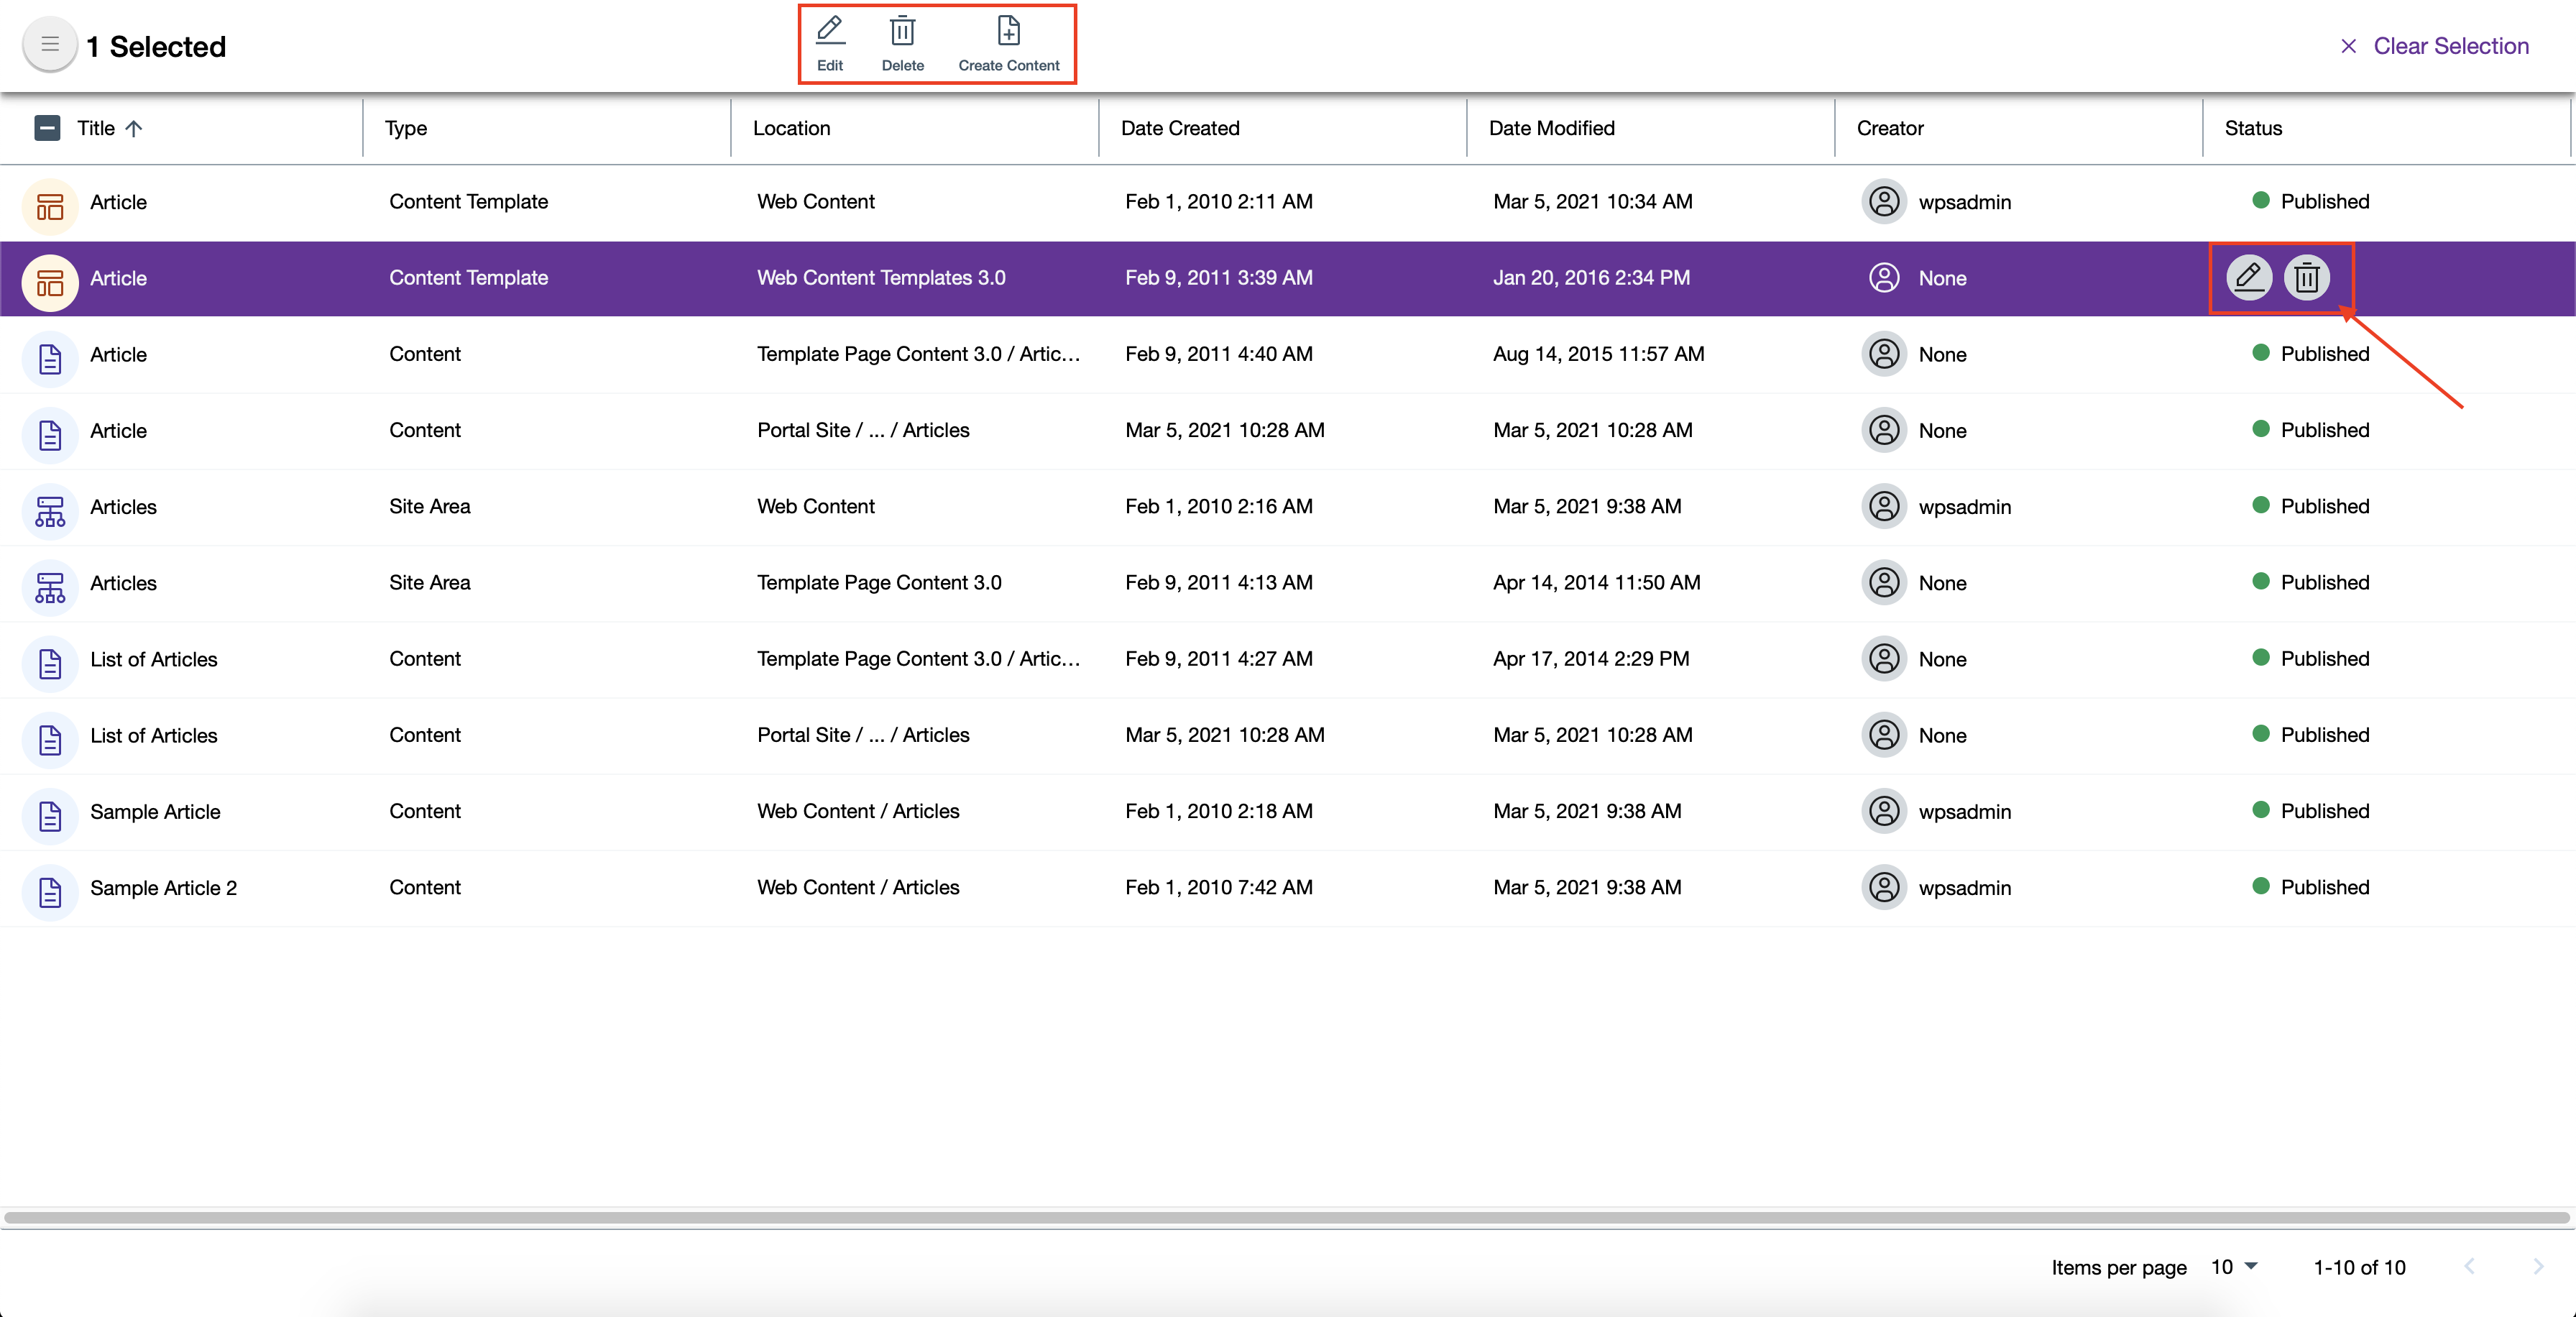 1 Selected
Edit Delete Create Content
Clear Selection
Title Type Location Date Created Date Modified Creator Status
Article Content Template Web Content Feb 1, 2010 2:11 AM Mar 5, 2021 10:34 AM wpsadmin Published
Article Content Template Web Content Templates 3.0 Feb 9, 2011 3:39 AM Jan 20, 2016 2:34 PM None
Article Content Template Page Content 3.0 / Artic... Feb 9, 2011 4:40 AM Aug 14, 2015 11:57 AM None Published
Article Content Portal Site / ... / Articles Mar 5, 2021 10:28 AM Mar 5, 2021 10:28 AM None Published
Articles Site Area Web Content Feb 1, 2010 2:16 AM Mar 5, 2021 9:38 AM wpsadmin Published
Articles Site Area Template Page Content 3.0 Feb 9, 2011 4:13 AM Apr 14, 2014 11:50 AM None Published
List of Articles Content Template Page Content 3.0 / Artic... Feb 9, 2011 4:27 AM Apr 17, 2014 2:29 PM None Published
List of Articles Content Portal Site / ... / Articles Mar 5, 2021 10:28 AM Mar 5, 2021 10:28 AM None Published
Sample Article Content Web Content / Articles Feb 1, 2010 2:18 AM Mar 5, 2021 9:38 AM wpsadmin Published
Sample Article 2 Content Web Content / Articles Feb 1, 2010 7:42 AM Mar 5, 2021 9:38 AM wpsadmin Published
Items per page 10 1-10 of 10